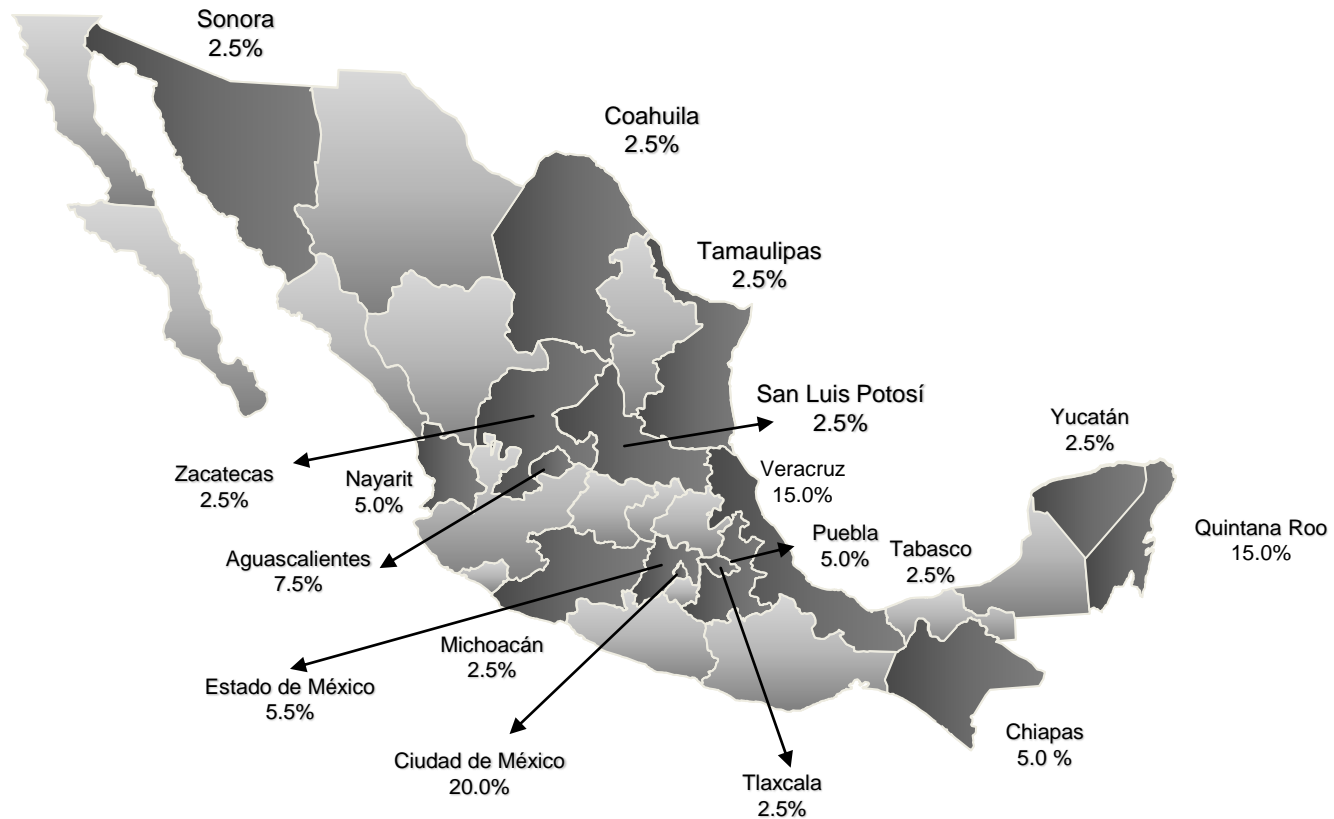 Sonora
2.5%
Coahuila
2.5%
Tamaulipas
2.5%
San Luis Potosí
2.5%
Yucatán
2.5%
Zacatecas
2.5%
Nayarit
5.0%
Veracruz
15.0%
Quintana Roo
15.0%
Puebla
5.0%
Tabasco
2.5%
Aguascalientes
7.5%
Michoacán
2.5%
Estado de México
5.5%
Chiapas
5.0 %
Ciudad de México
20.0%
Tlaxcala
2.5%